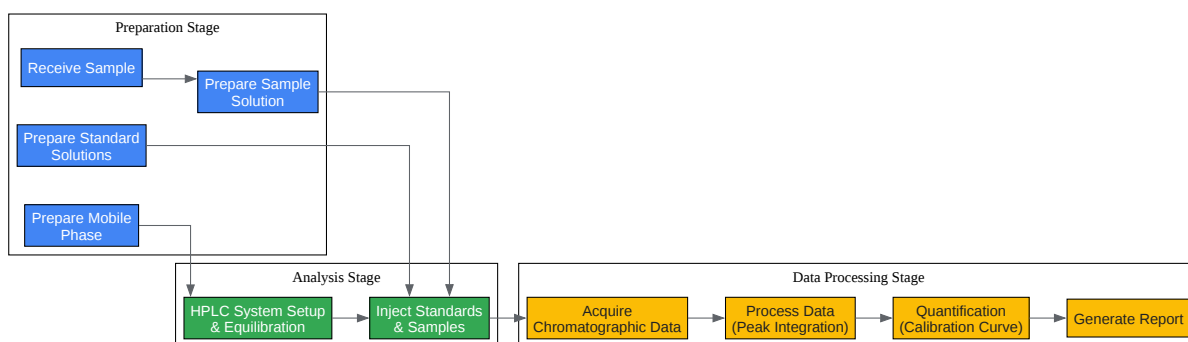 Preparation Stage
Receive Sample
Prepare Sample
Solution
Prepare Standard
Solutions
Prepare Mobile
Phase
Analysis Stage
HPLC System Setup
& Equilibration
Inject Standards
& Samples
Data Processing Stage
Acquire
Chromatographic Data
Process Data
(Peak Integration)
Quantification
(Calibration Curve)
Generate Report